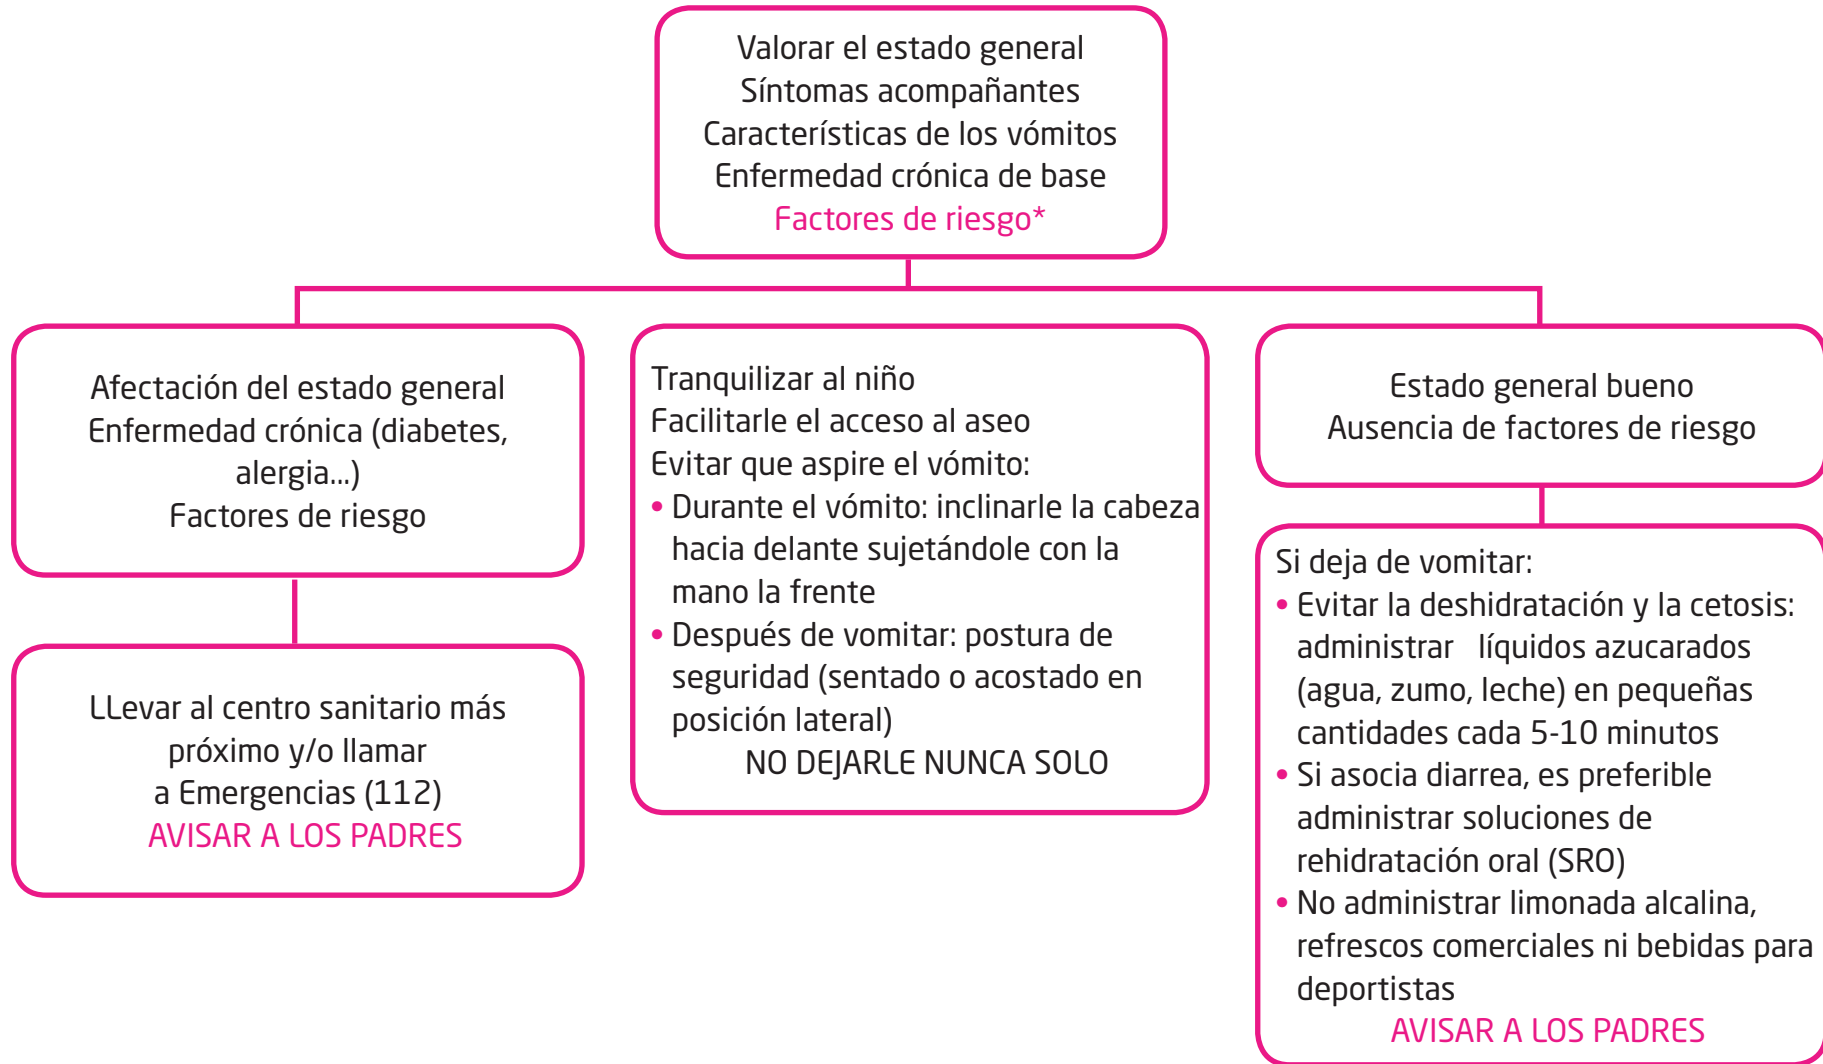 Valorar el estado general
Síntomas acompañantes
Características de los vómitos
Enfermedad crónica de base
Factores de riesgo*
Afectación del estado general
Enfermedad crónica (diabetes,
alergia...)
Factores de riesgo
LLevar al centro sanitario más
próximo y/o llamar
a Emergencias (112)
AVISAR A LOS PADRES
Tranquilizar al niño
Facilitarle el acceso al aseo
Evitar que aspire el vómito:
• Durante el vómito: inclinarle la cabeza
hacia delante sujetándole con la
mano la frente
• Después de vomitar: postura de
seguridad (sentado o acostado en
posición lateral)
NO DEJARLE NUNCA SOLO
Estado general bueno
Ausencia de factores de riesgo
Si deja de vomitar:
• Evitar la deshidratación y la cetosis:
administrar líquidos azucarados
(agua, zumo, leche) en pequeñas
cantidades cada 5-10 minutos
• Si asocia diarrea, es preferible
administrar soluciones de
rehidratación oral (SRO)
• No administrar limonada alcalina,
refrescos comerciales ni bebidas para
deportistas
AVISAR A LOS PADRES